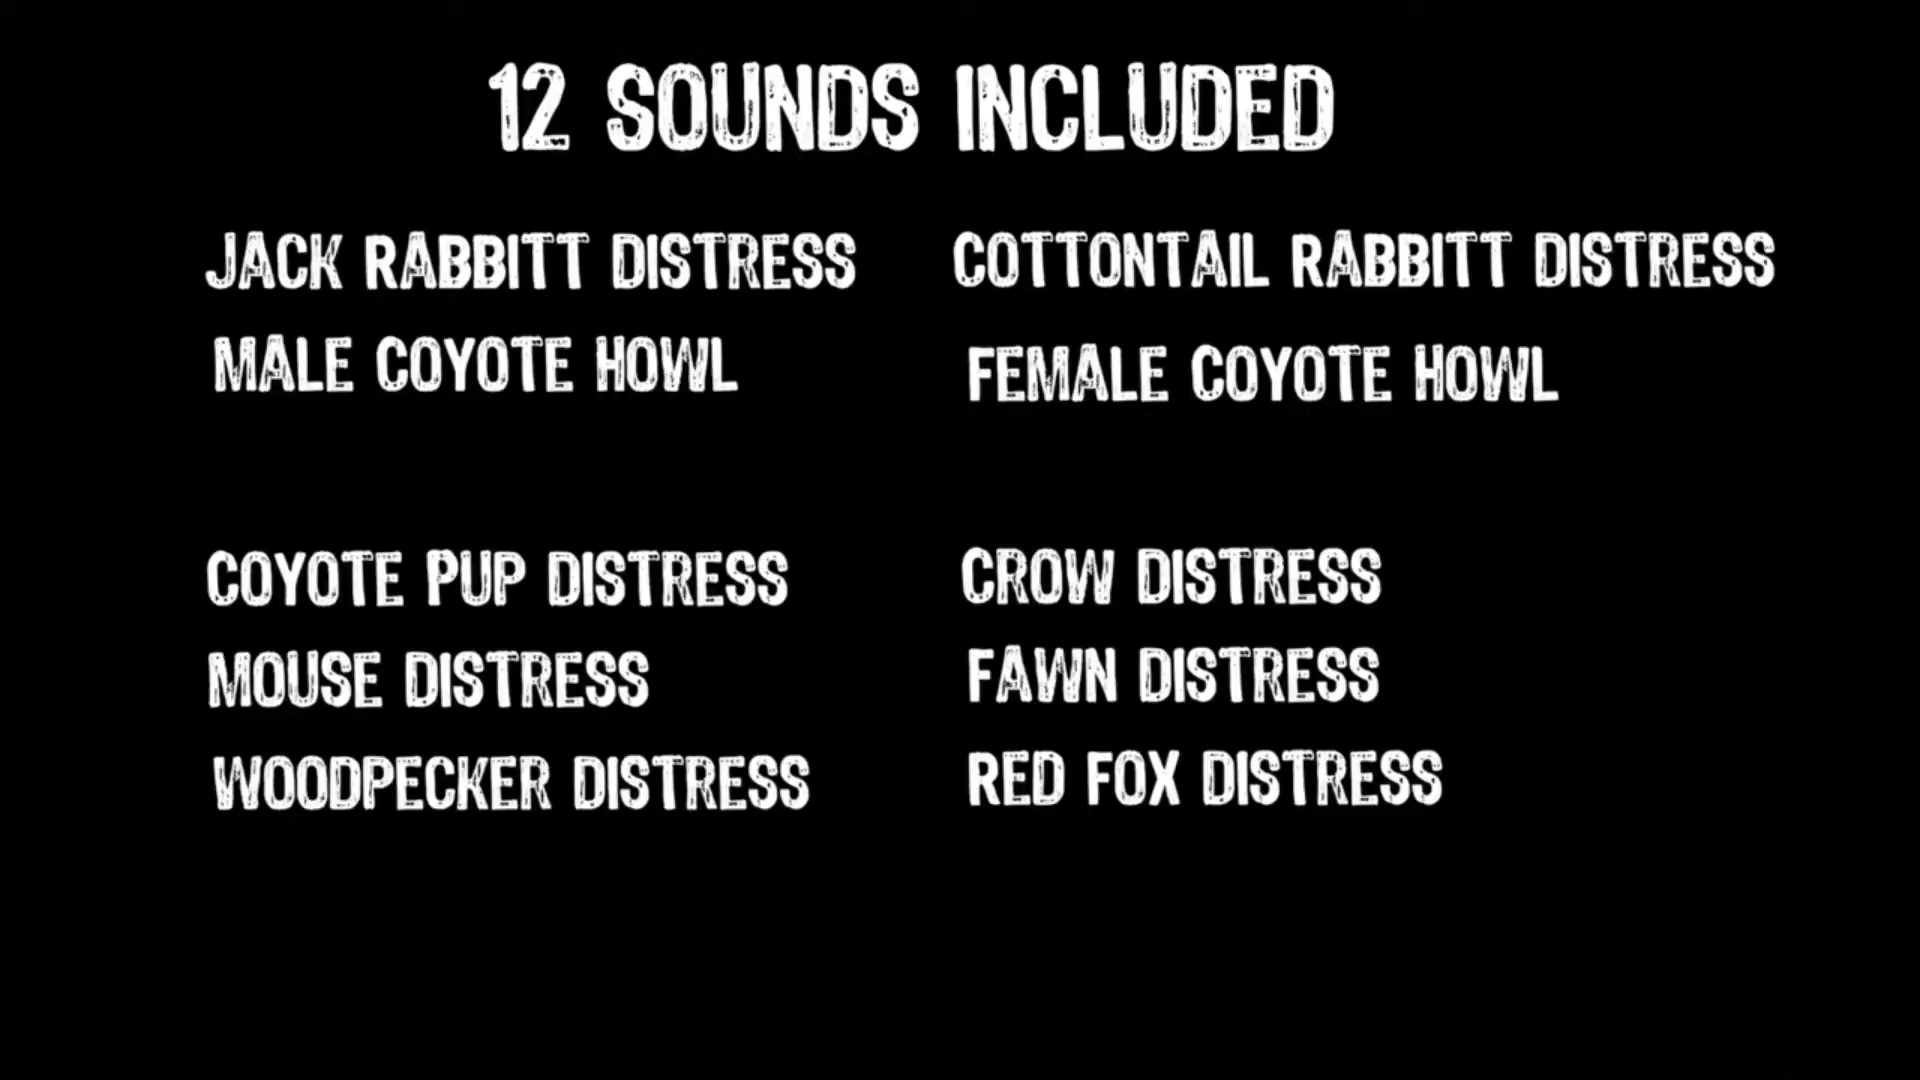 12 SOUNDS INCLUDED
JACK RABBITT DISTRESS
COTTONTAIL RABBITT DISTRESS
MALE COYOTE HOWL
FEMALE COYOTE HOWL
COYOTE PUP DISTRESS
CROW DISTRESS
MOUSE DISTRESS
FAWN DISTRESS
WOODPECKER DISTRESS
RED FOX DISTRESS